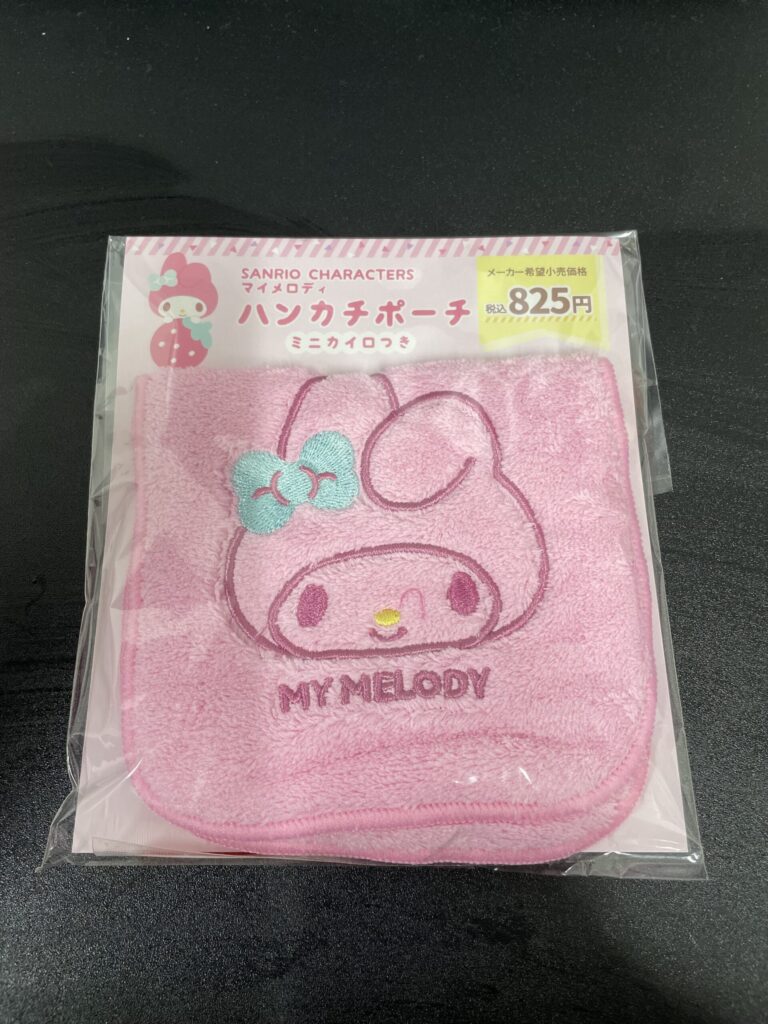 SANRIO CHARACTERS
マイメロディ
ハンカチポーチ
ミニカイロつき
メーカー希望小売価格
税込825円
MY MELODY